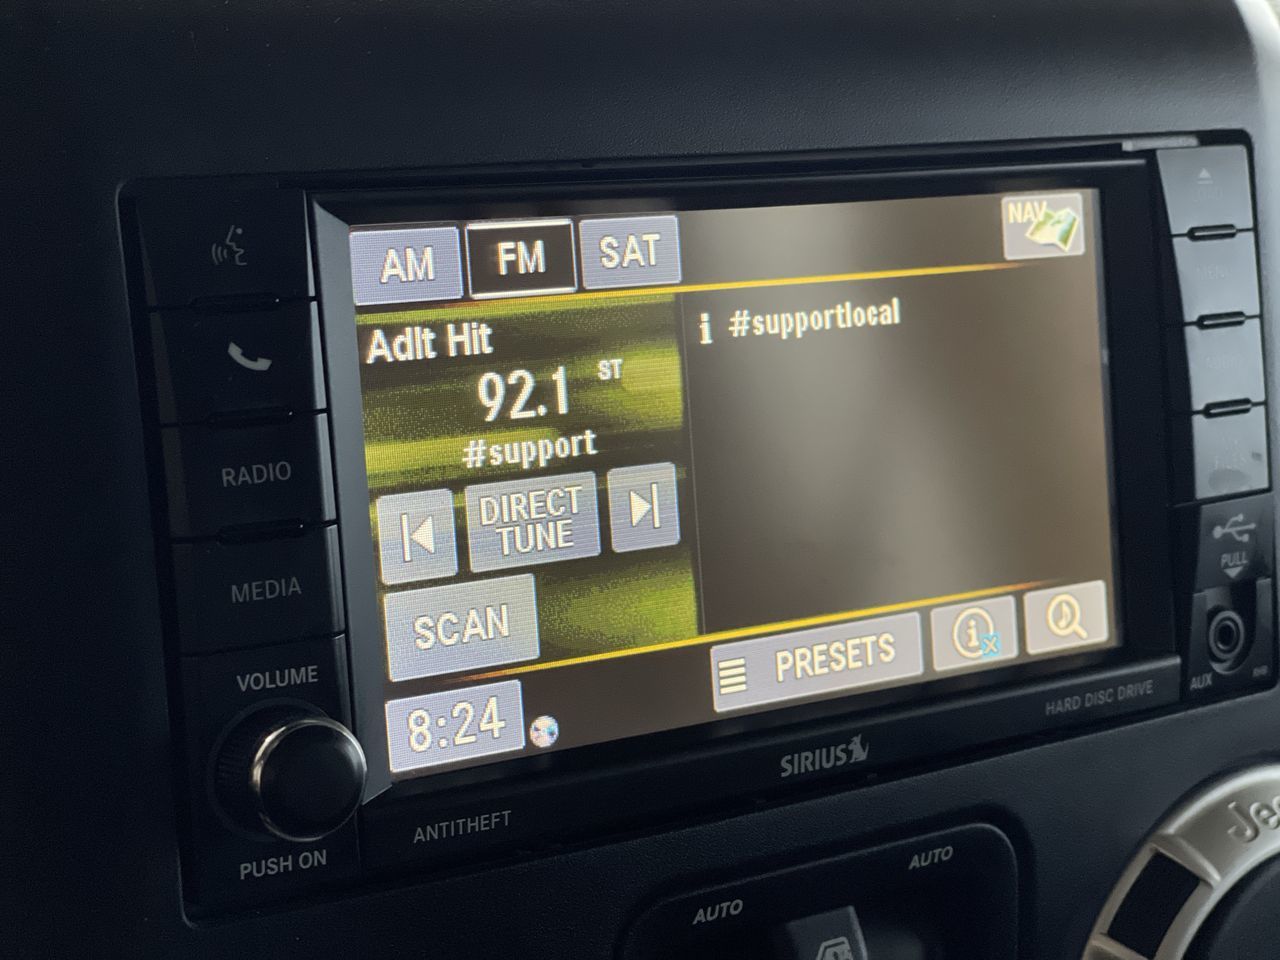 AM FM SAT NAV
Adlt Hit
92.1 ST
#support
i #supportlocal
DIRECT
TUNE
SCAN
8:24
PRESETS
RADIO
MEDIA
VOLUME
PUSH ON
ANTITHEFT
SIRIUS
HARD DISC DRIVE
PULL
AUX
AUTO
AUTO